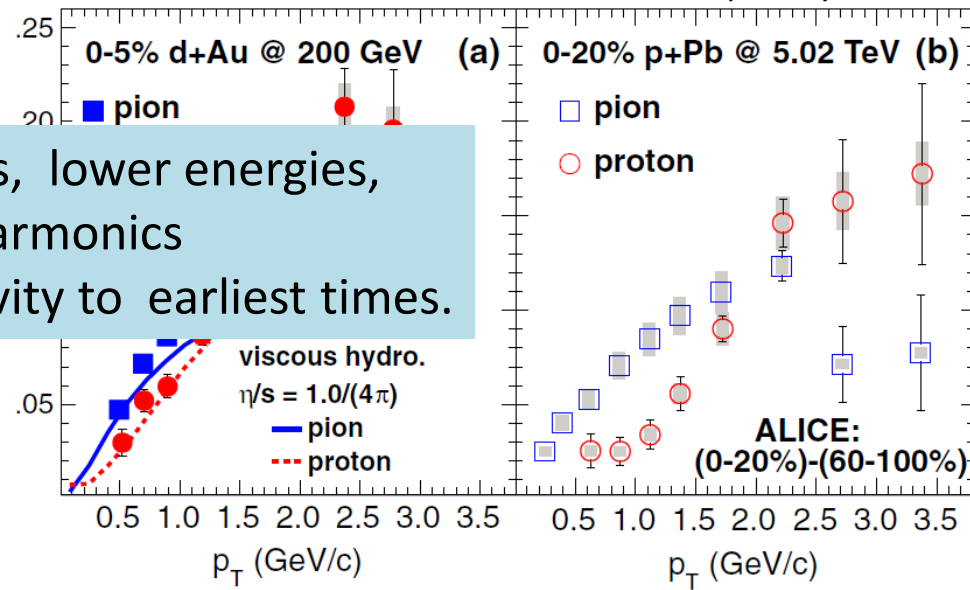 .25
0-5% d+Au @ 200 GeV (a)
pion
.20
s, lower energies,
armonics
vity to earliest times.
viscous hydro.
η/s = 1.0/(4π)
pion
proton
.05
0.5 1.0 1.5 2.0 2.5 3.0 3.5
pT (GeV/c)
0-20% p+Pb @ 5.02 TeV (b)
pion
proton
ALICE:
(0-20%)-(60-100%)
0.5 1.0 1.5 2.0 2.5 3.0 3.5
pT (GeV/c)